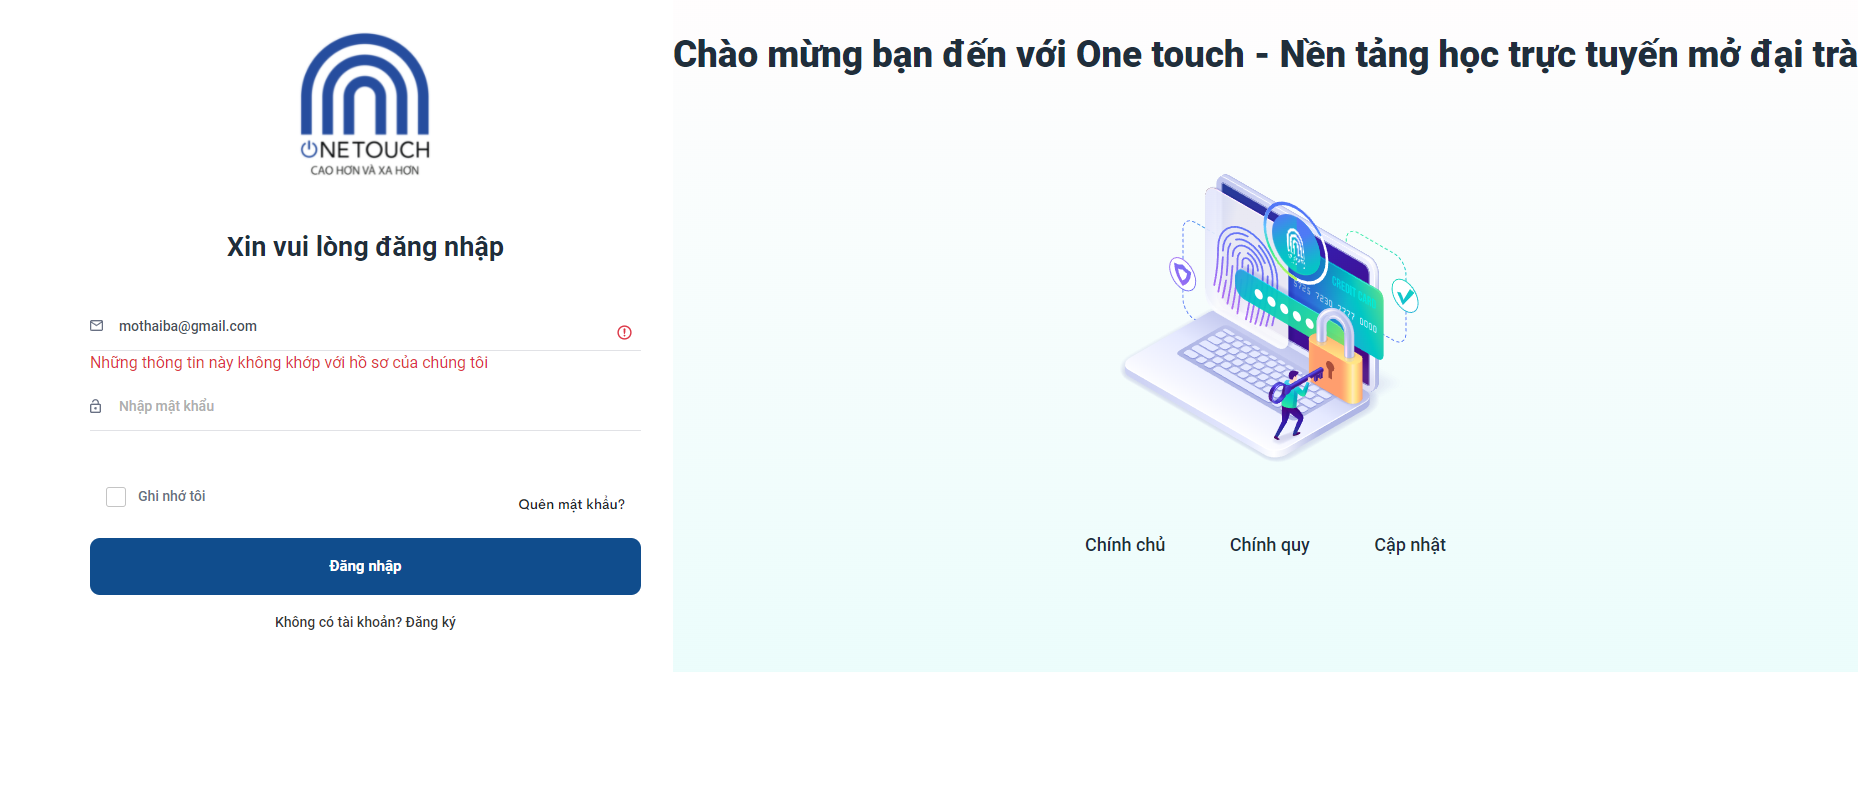 ONETOUCH
CAO HƠN VÀ XA HƠN
Xin vui lòng đăng nhập
mothaiba@gmail.com
Những thông tin này không khớp với hồ sơ của chúng tôi
Nhập mật khẩu
Ghi nhớ tôi
Quên mật khẩu?
Đăng nhập
Không có tài khoản? Đăng ký
Chào mừng bạn đến với One touch - Nền tảng học trực tuyến mở đại trà
CREDIT
7230 7777 0000
Chính chủ
Chính quy
Cập nhật